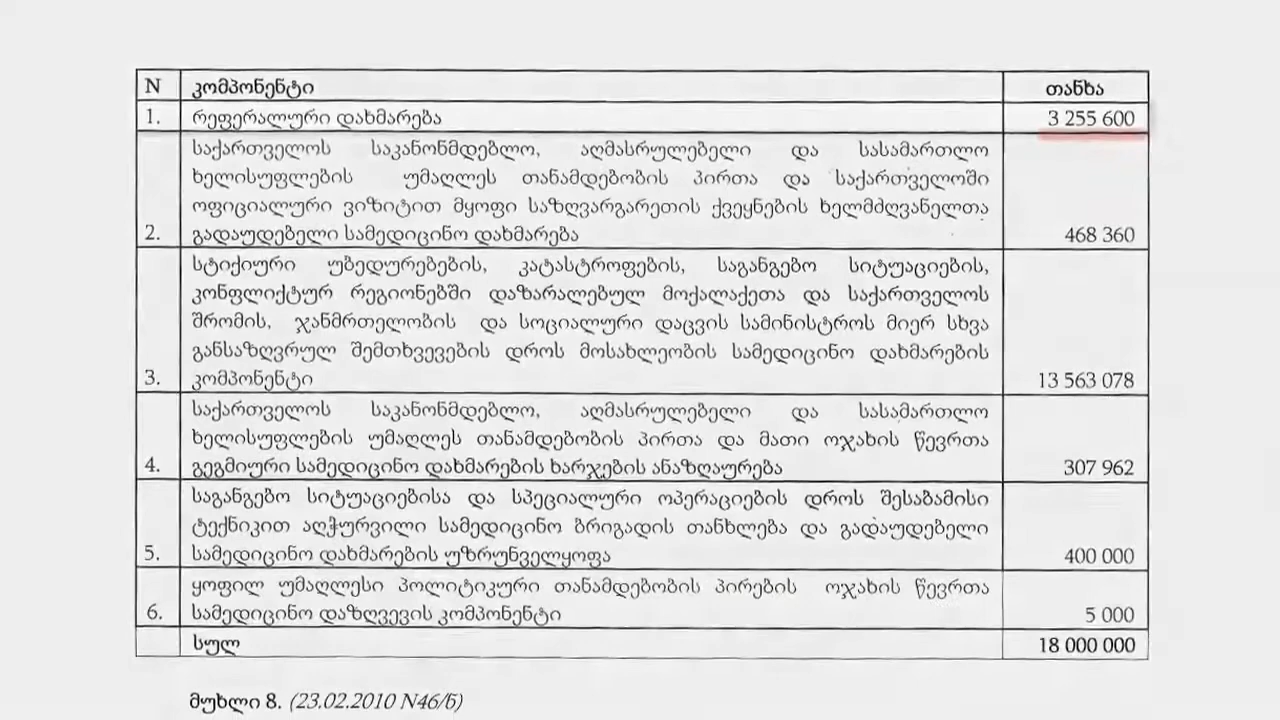 N კომპონენტი თანხა
1. რეფერალური დახმარება 3 255 600
საქართველოს საკანონმდებლო, აღმასრულებელი და სასამართლო
ხელისუფლების უმაღლეს თანამდებობის პირთა და საქართველოში
ოფიციალური ვიზიტით მყოფი საზღვარგარეთის ქვეყნების ხელმძღვანელთა
2. გადაუდებელი სამედიცინო დახმარება 468 360
სტიქიური უბედურებების, კატასტროფების, საგანგებო სიტუაციების,
კონფლიქტურ რეგიონებში დაზარალებულ მოქალაქეთა და საქართველოს
შრომის, ჯანმრთელობის და სოციალური დაცვის სამინისტროს მიერ სხვა
განსაზღვრულ შემთხვევების დროს მოსახლეობის სამედიცინო დახმარების
3. კომპონენტი 13 563 078
საქართველოს საკანონმდებლო, აღმასრულებელი და სასამართლო
ხელისუფლების უმაღლეს თანამდებობის პირთა და მათი ოჯახის წევრთა
4. გეგმიური სამედიცინო დახმარების ხარჯების ანაზღაურება 307 962
საგანგებო სიტუაციებისა და სპეციალური ოპერაციების დროს შესაბამისი
ტექნიკით აღჭურვილი სამედიცინო ბრიგადის თანხლება და გადაუდებელი
5. სამედიცინო დახმარების უზრუნველყოფა 400 000
ყოფილ უმაღლესი პოლიტიკური თანამდებობის პირების ოჯახის წევრთა
6. სამედიცინო დაზღვევის კომპონენტი 5 000
სულ 18 000 000
მუხლი 8. (23.02.2010 N46/ნ)